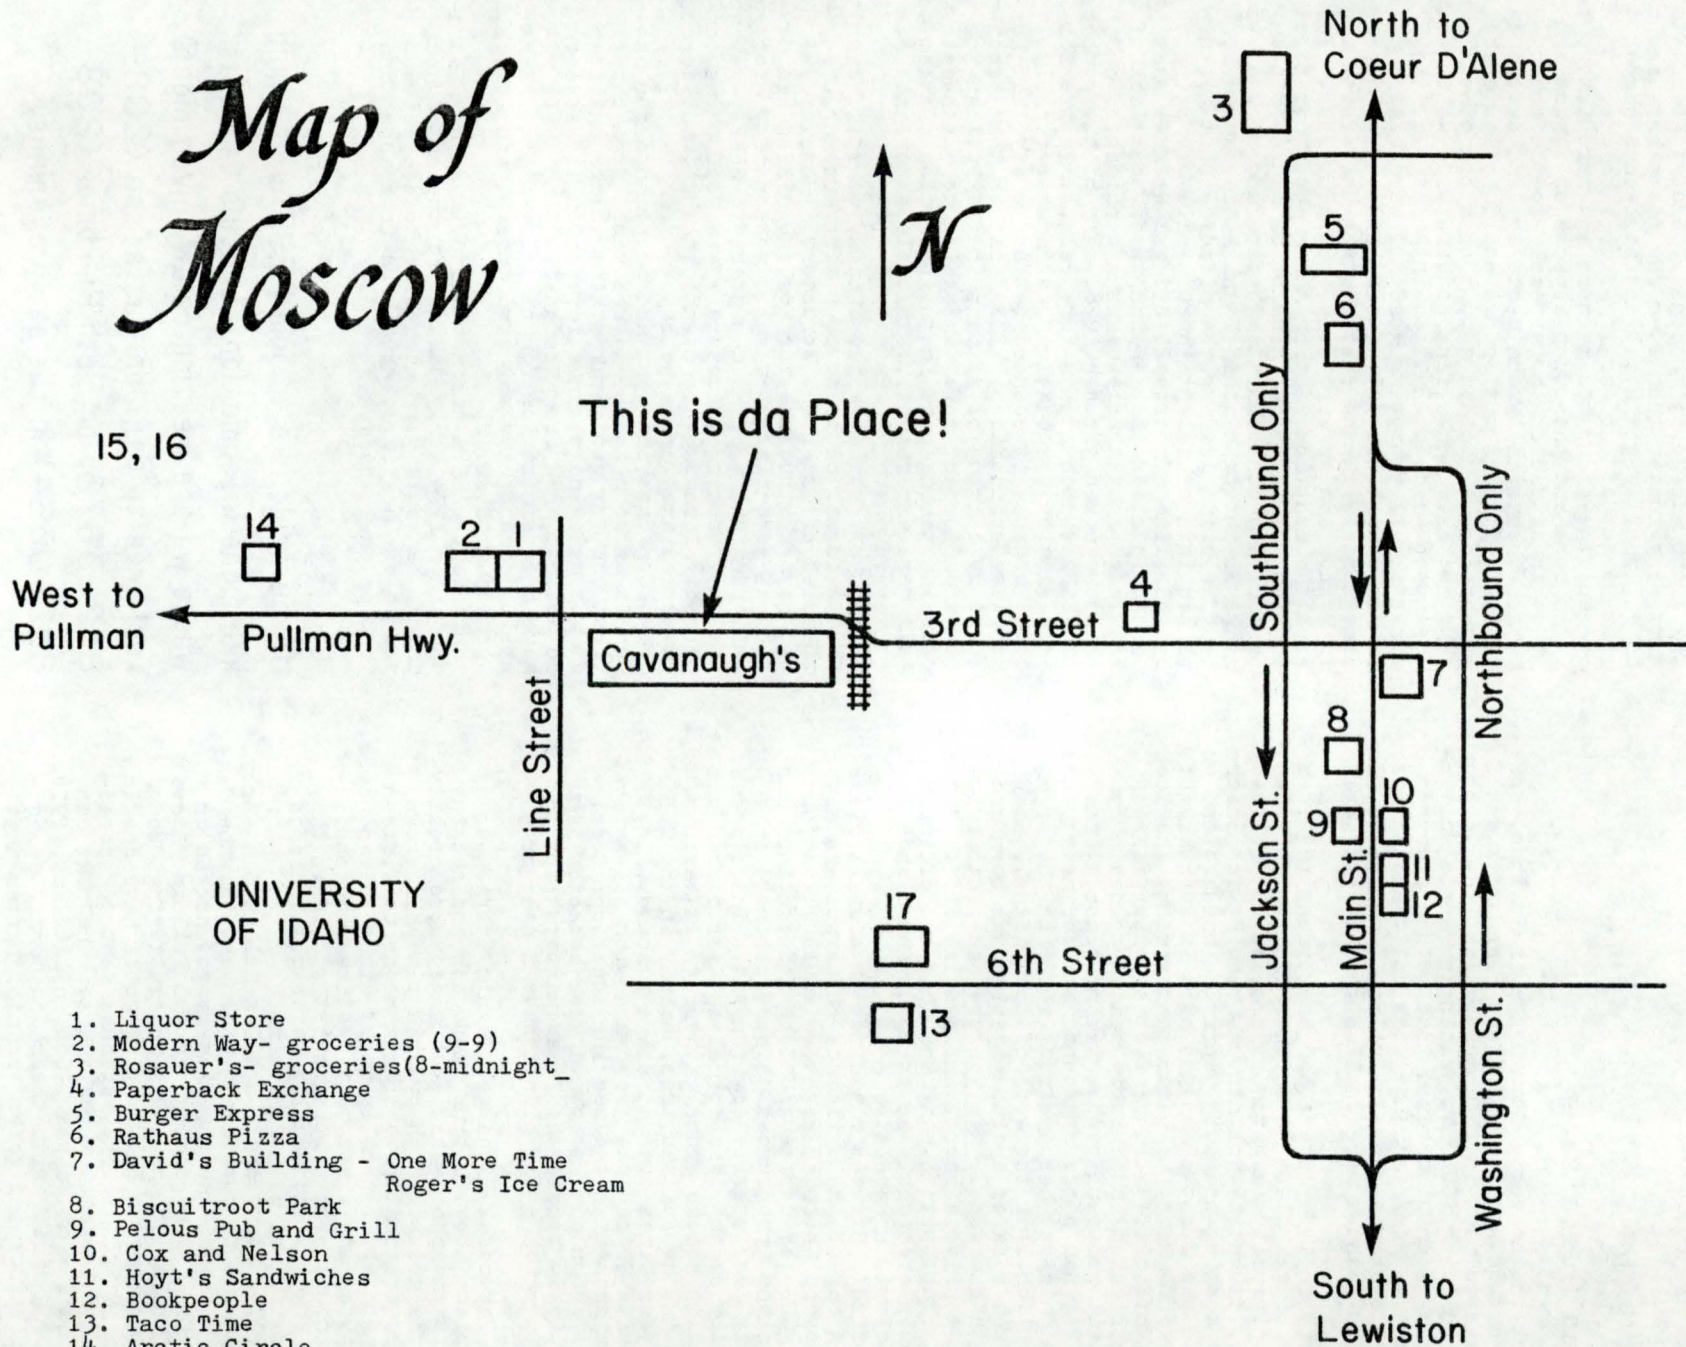 Map of
Moscow
North to
Coeur D'Alene
3
N
5
6
Southbound Only
This is da Place!
15, 16
14
2 1
4
West to
Pullman
Pullman Hwy.
Cavanaugh's
3rd Street
Northbound Only
7
Line Street
8
10
9
11
12
Jackson St.
Main St.
UNIVERSITY
OF IDAHO
17
6th Street
13
Washington St.
1. Liquor Store
2. Modern Way- groceries (9-9)
3. Rosauer's- groceries(8-midnight_
4. Paperback Exchange
5. Burger Express
6. Rathaus Pizza
7. David's Building - One More Time
Roger's Ice Cream
8. Biscuitroot Park
9. Pelous Pub and Grill
10. Cox and Nelson
11. Hoyt's Sandwiches
12. Bookpeople
13. Taco Time
14. Arctic Circle
South to
Lewiston